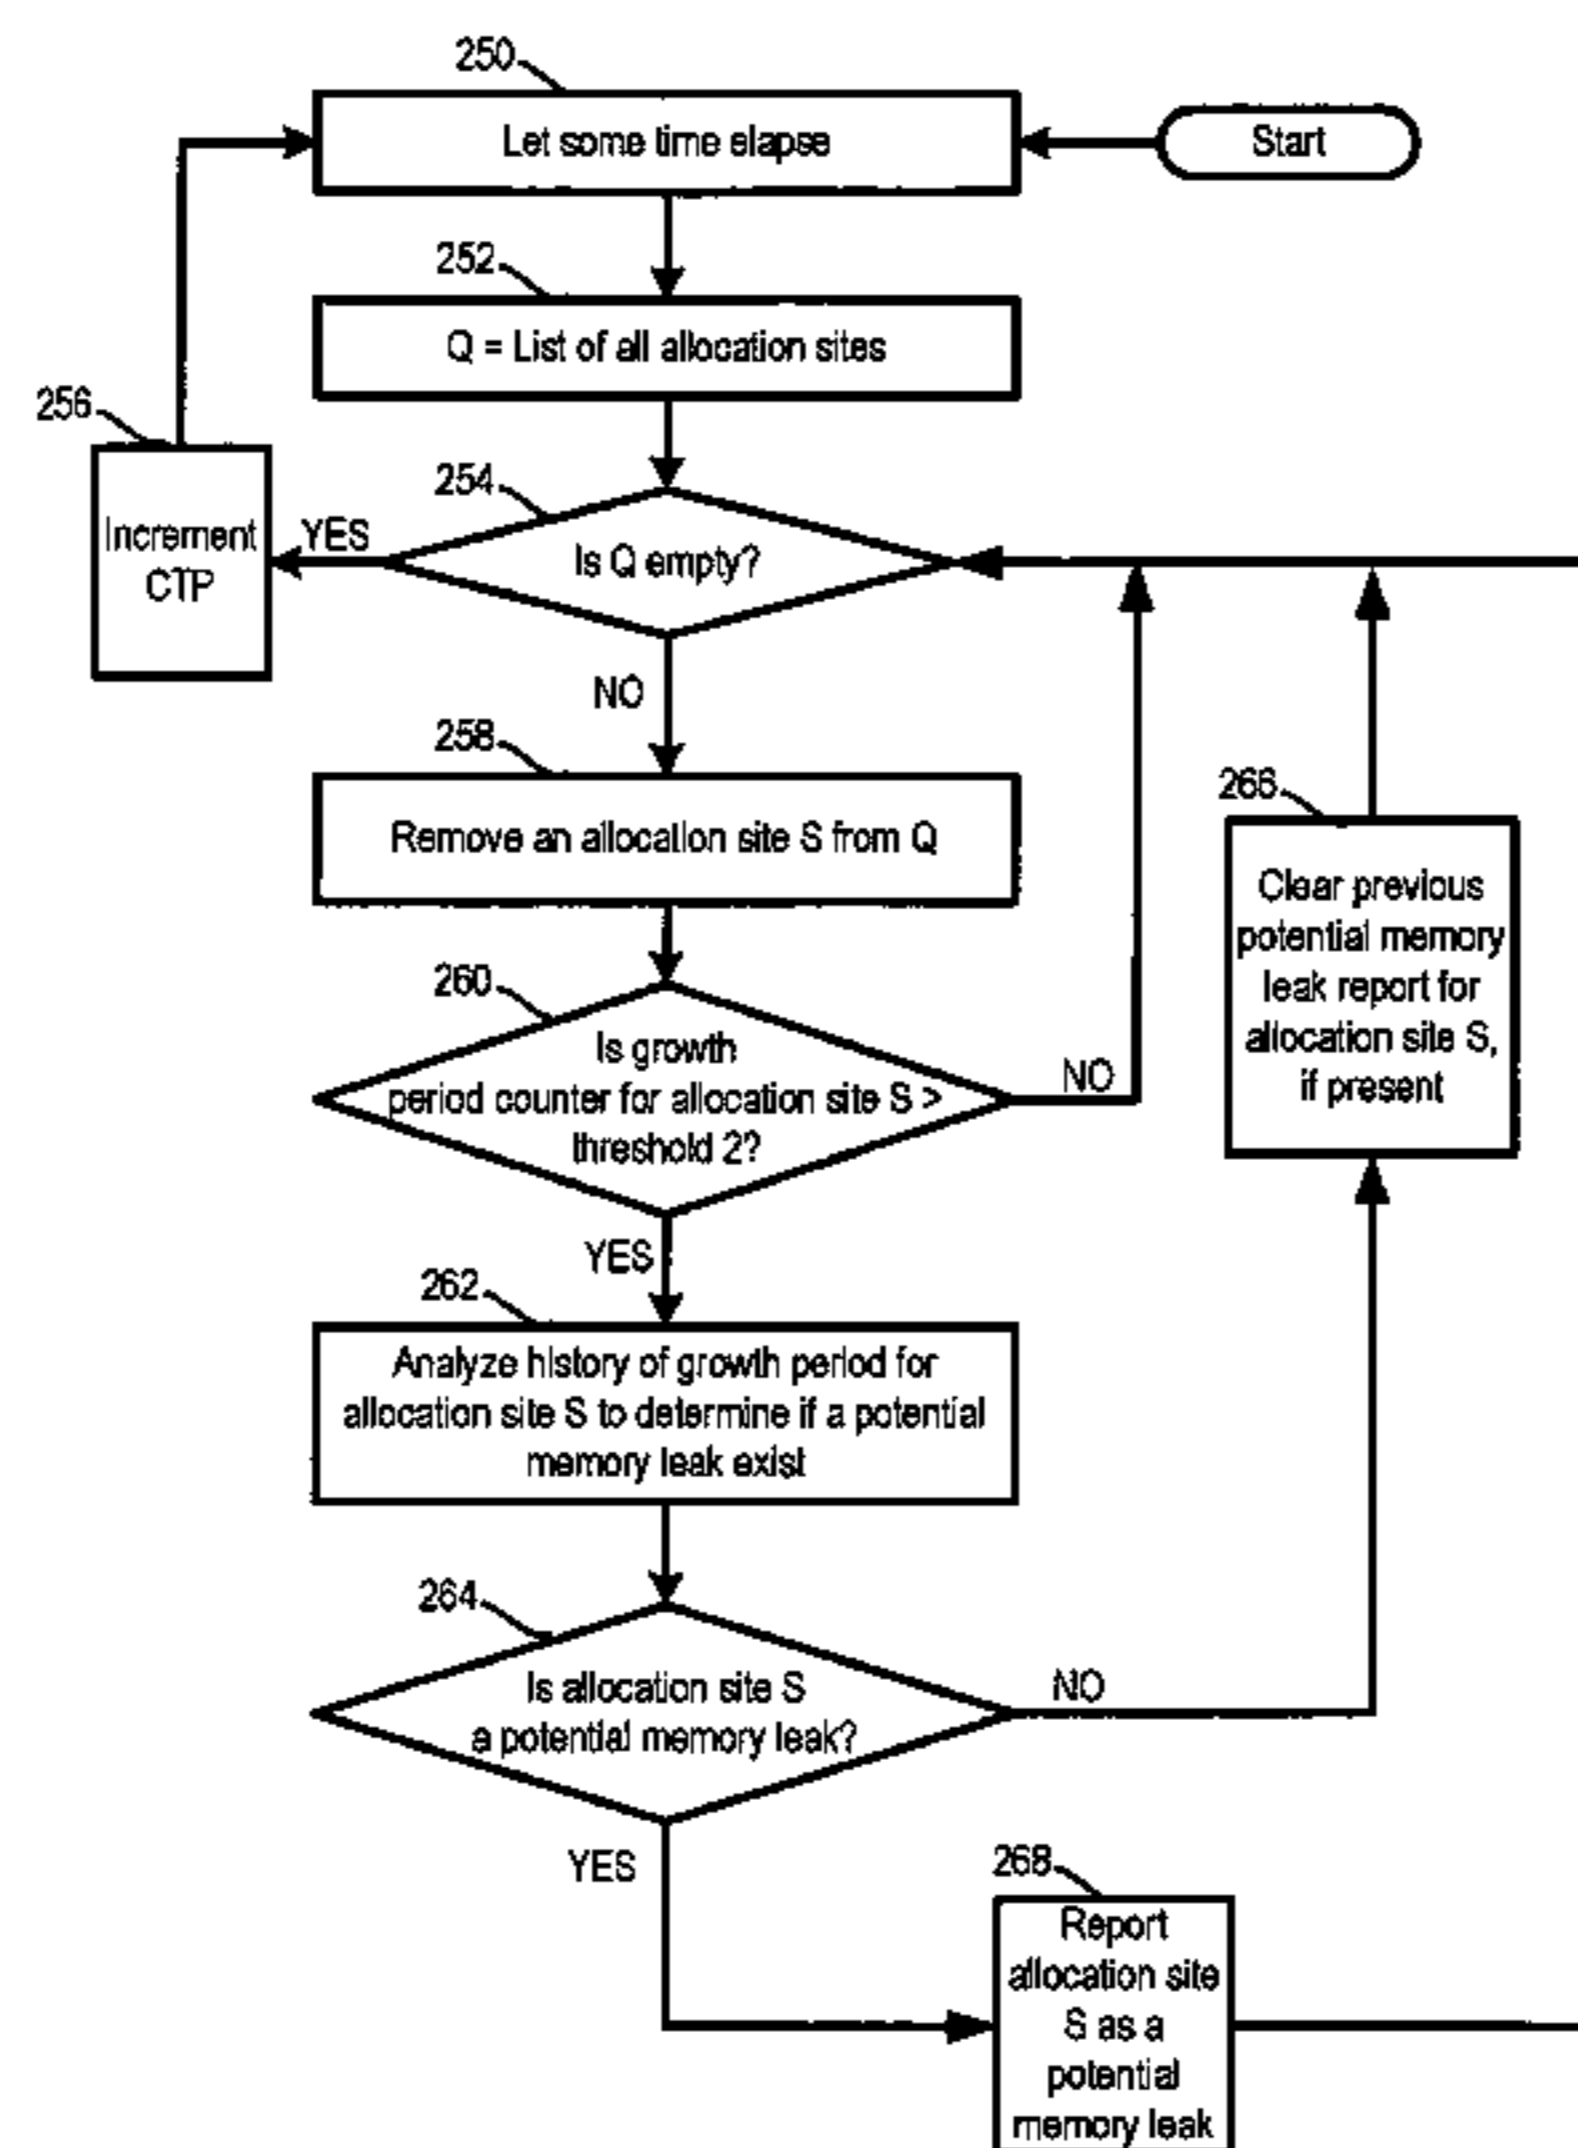 250
Let some time elapse
Start
252
Q = List of all allocation sites
256
Increment
CTP
254
YES
Is Q empty?
NO
258
Remove an allocation site S from Q
266
Clear previous
potential memory
leak report for
allocation site S,
if present
260
Is growth
period counter for allocation site S >
threshold 2?
NO
YES
262
Analyze history of growth period for
allocation site S to determine if a potential
memory leak exist
264
Is allocation site S
a potential memory leak?
NO
YES
268
Report
allocation site
S as a
potential
memory leak